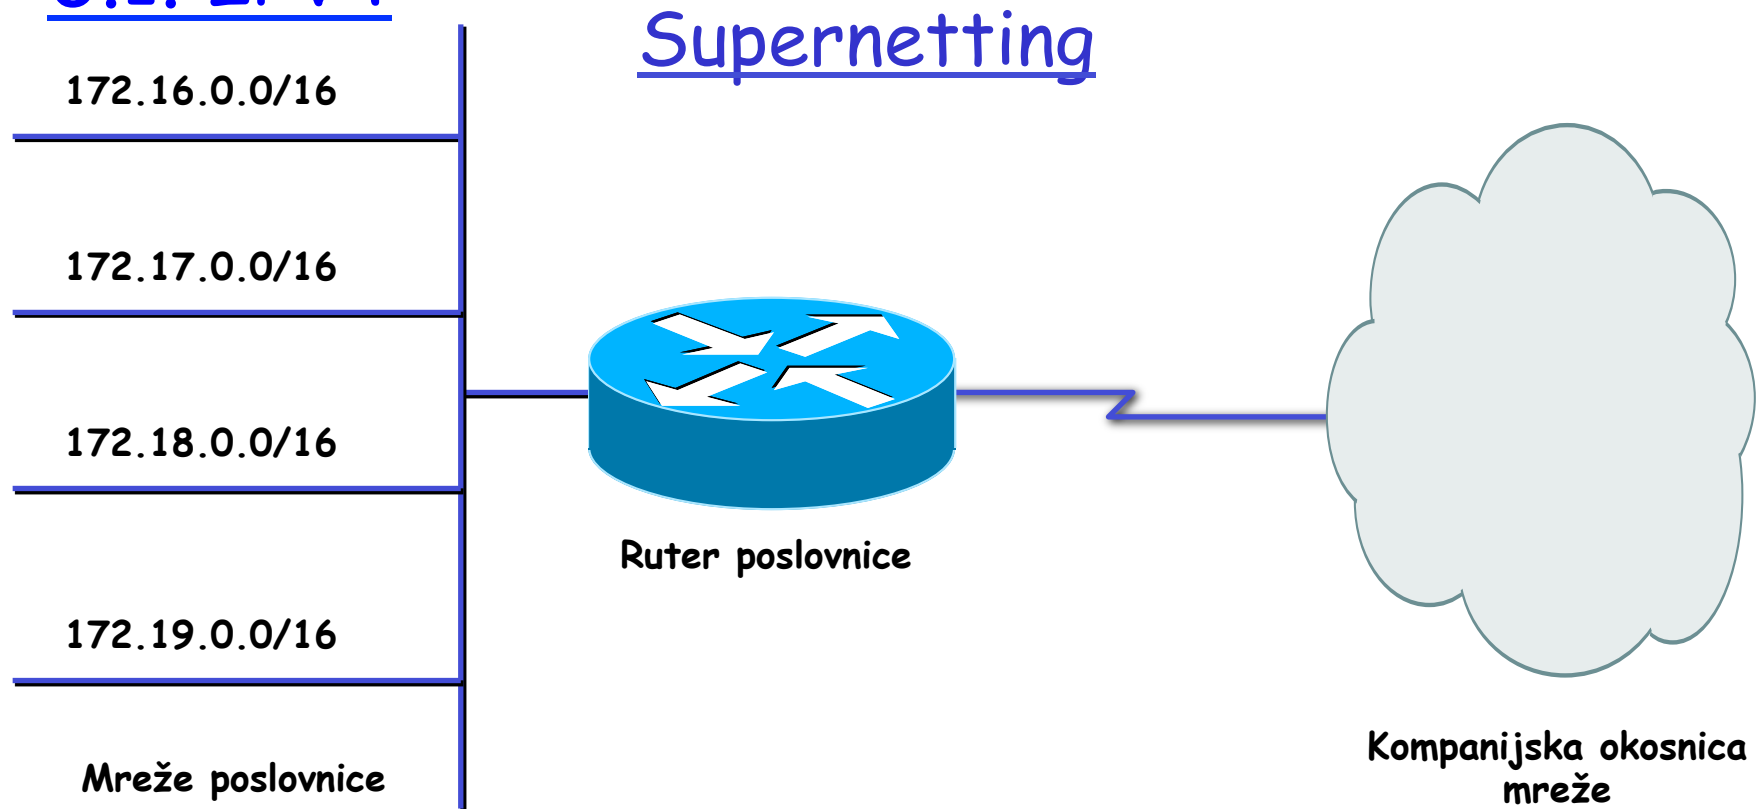 Supernetting
172.16.0.0/16
172.17.0.0/16
172.18.0.0/16
172.19.0.0/16
Mreže poslovnice
Ruter poslovnice
Kompanijska okosnica
mreže